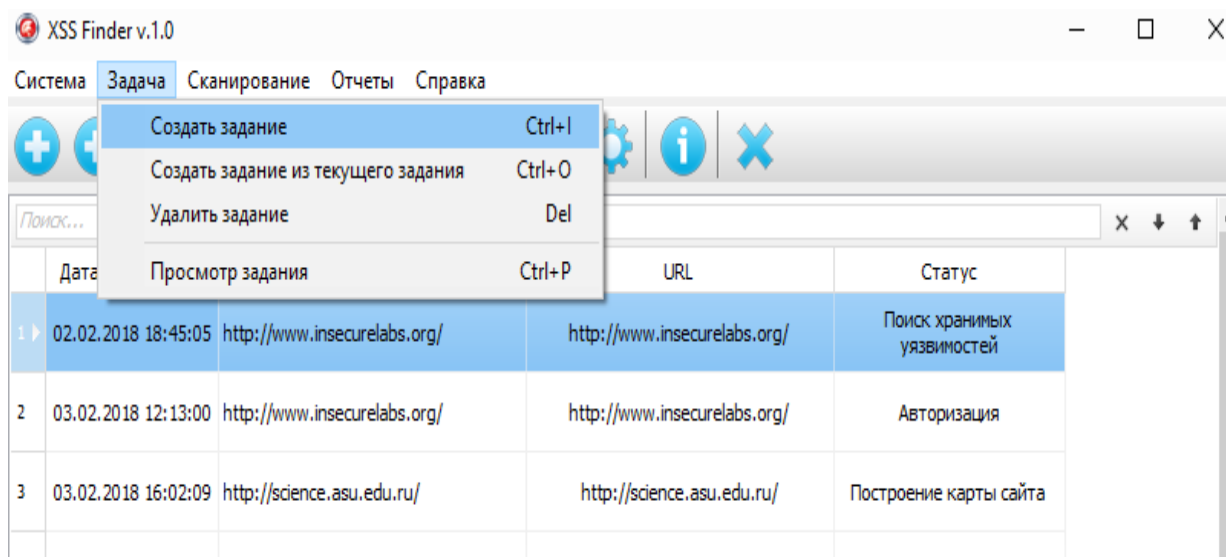 XSS Finder v.1.0
Система Задача Сканирование Отчеты Справка
Создать задание Ctrl+I
Создать задание из текущего задания Ctrl+O
Удалить задание Del
Просмотр задания Ctrl+P
Поиск...
Дата URL Статус
1 02.02.2018 18:45:05 http://www.insecurelabs.org/ http://www.insecurelabs.org/ Поиск хранимых
уязвимостей
2 03.02.2018 12:13:00 http://www.insecurelabs.org/ http://www.insecurelabs.org/ Авторизация
3 03.02.2018 16:02:09 http://science.asu.edu.ru/ http://science.asu.edu.ru/ Построение карты сайта